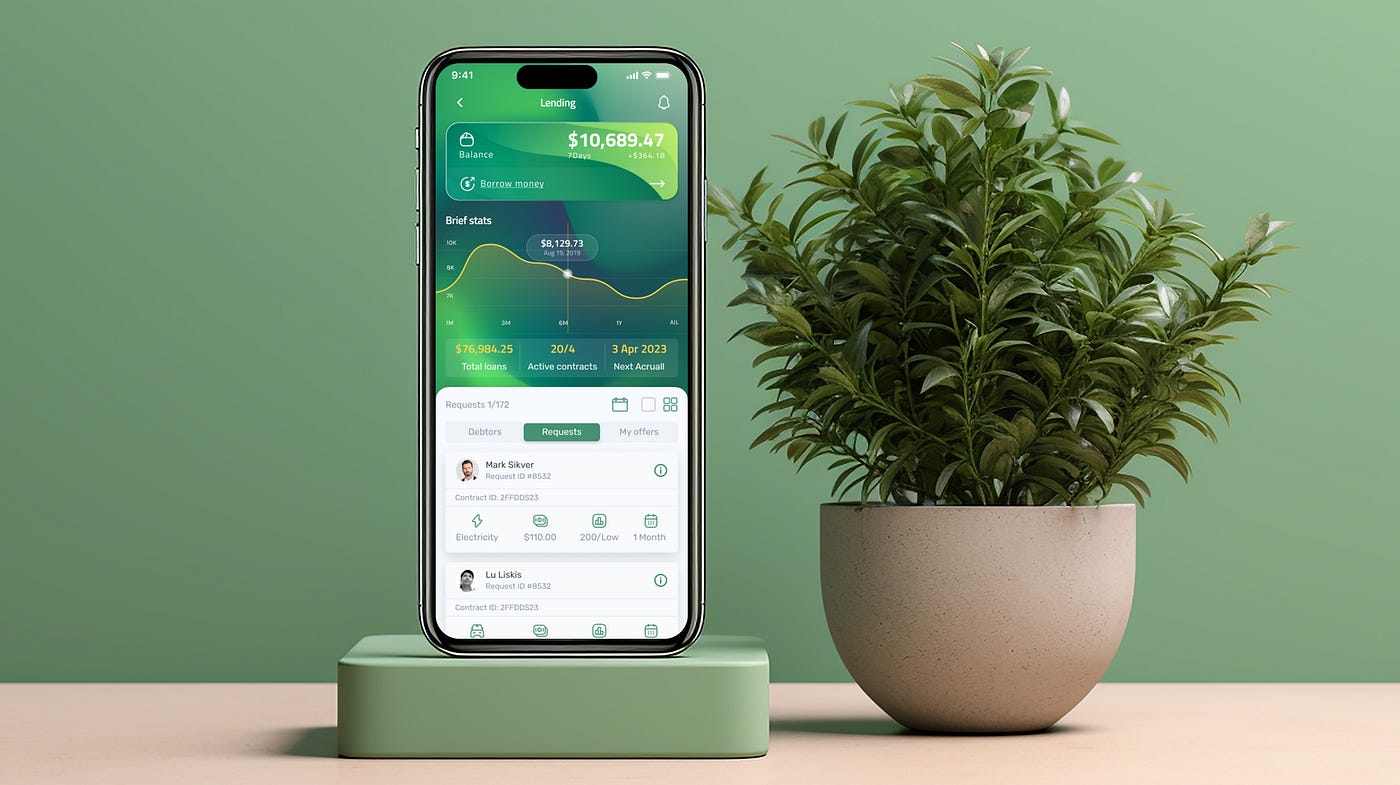 9:41
Lending
Balance
$10,689.47
7Days +$364.18
Borrow money
Brief stats
$8,129.73
Aug 19, 2019
10K
8K
7K
1M 3M 6M 1Y AlL
$76,984.25 20/4 3 Apr 2023
Total loans Active contracts Next Acruall
Requests 1/172
Debtors Requests My offers
Mark Sikver
Request ID #8532
Contract ID: 2FFDDS23
Electricity $110.00 200/Low 1 Month
Lu Liskis
Request ID #8532
Contract ID: 2FFDDS23